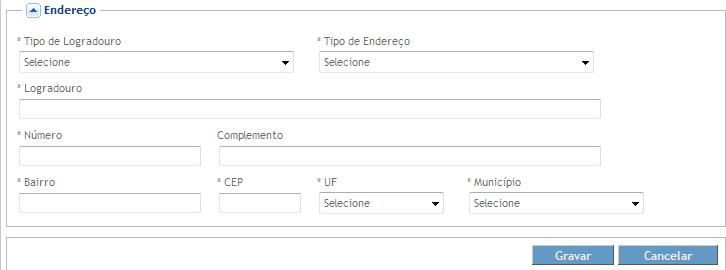 Endereço
* Tipo de Logradouro * Tipo de Endereço
Selecione Selecione
* Logradouro
* Número Complemento
* Bairro * CEP * UF * Município
Selecione Selecione
Gravar Cancelar